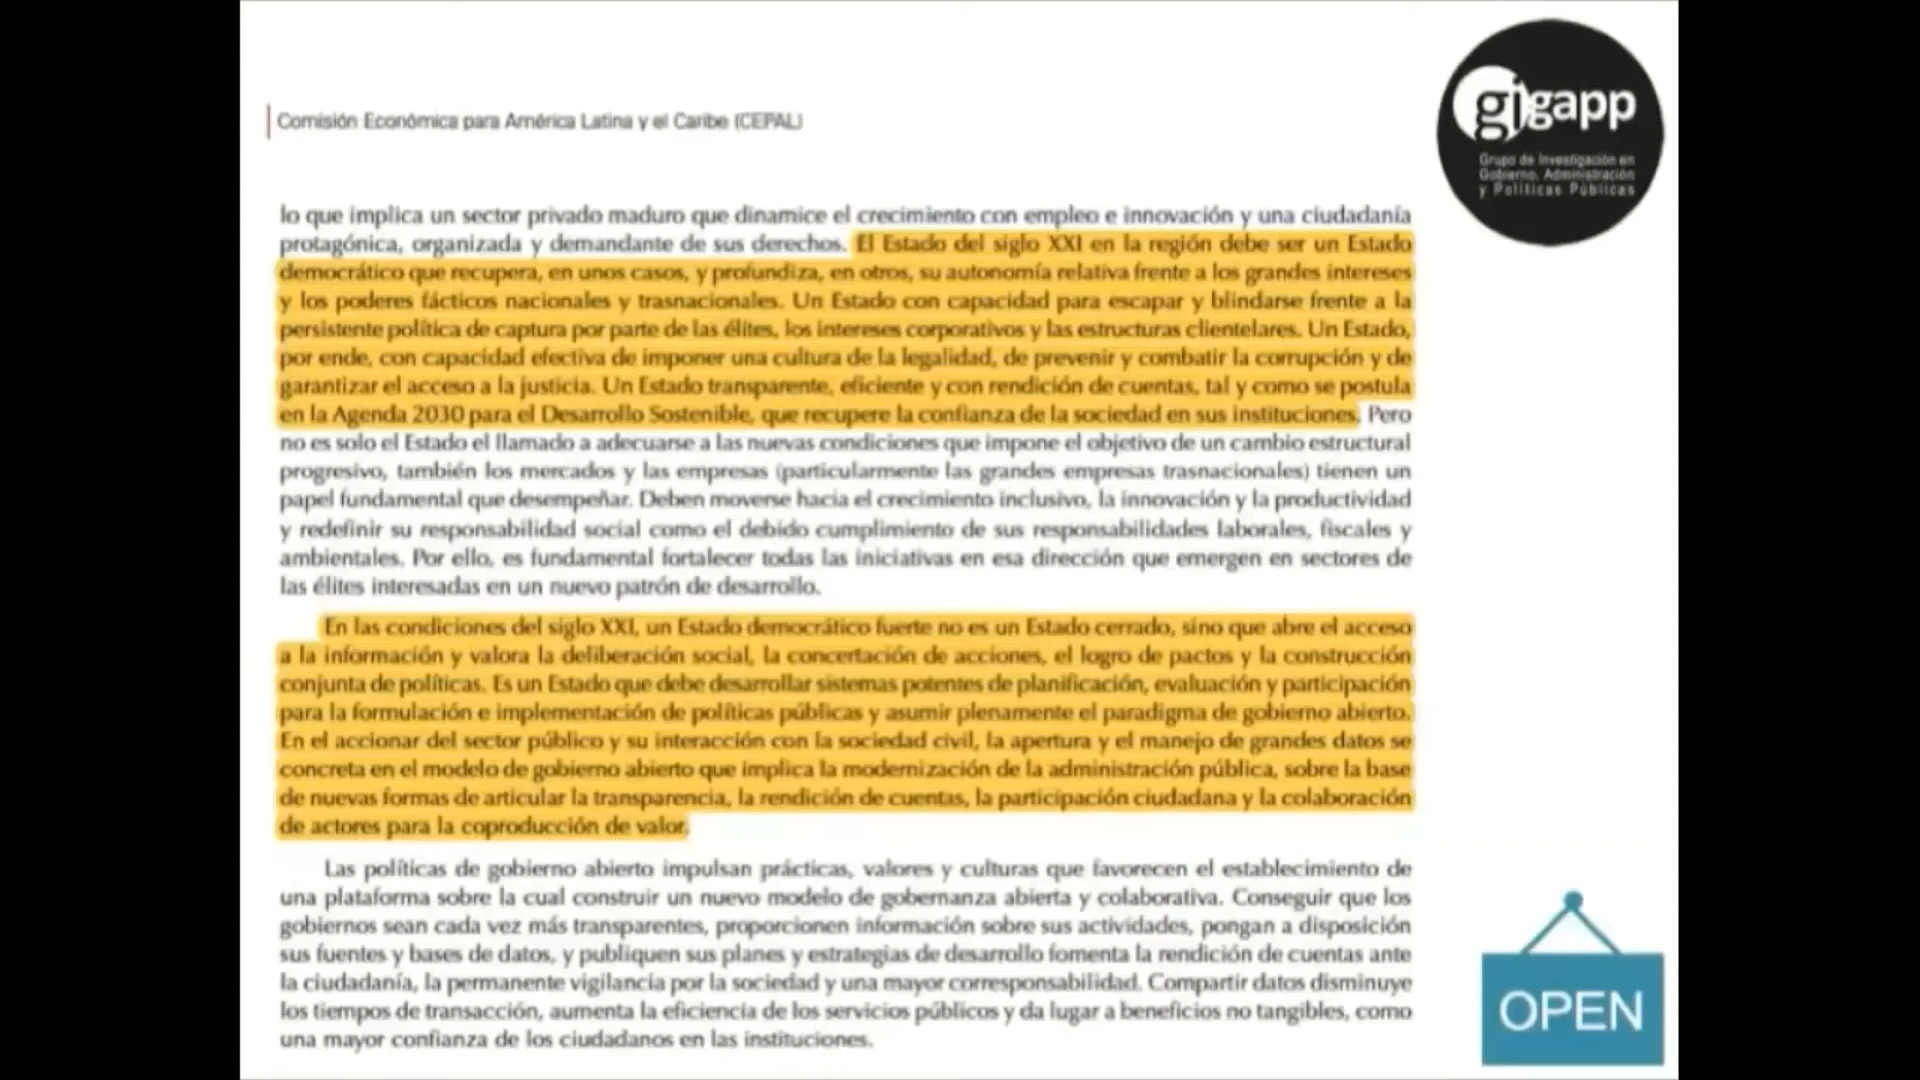 Comisión Económica para América Latina y el Caribe (CEPAL)
gigapp
Grupo de Investigación en
Gobierno, Administración
y Políticas Públicas
lo que implica un sector privado maduro que dinamice el crecimiento con empleo e innovación y una ciudadanía
protagónica, organizada y demandante de sus derechos. El Estado del siglo XXI en la región debe ser un Estado
democrático que recupera, en unos casos, y profundiza, en otros, su autonomía relativa frente a los grandes intereses
y los poderes fácticos nacionales y trasnacionales. Un Estado con capacidad para escapar y blindarse frente a la
persistente política de captura por parte de las élites, los intereses corporativos y las estructuras clientelares. Un Estado,
por ende, con capacidad efectiva de imponer una cultura de la legalidad, de prevenir y combatir la corrupción y de
garantizar el acceso a la justicia. Un Estado transparente, eficiente y con rendición de cuentas, tal y como se postula
en la Agenda 2030 para el Desarrollo Sostenible, que recupere la confianza de la sociedad en sus instituciones. Pero
no es solo el Estado el llamado a adecuarse a las nuevas condiciones que impone el objetivo de un cambio estructural
progresivo, también los mercados y las empresas (particularmente las grandes empresas trasnacionales) tienen un
papel fundamental que desempeñar. Deben moverse hacia el crecimiento inclusivo, la innovación y la productividad
y redefinir su responsabilidad social como el debido cumplimiento de sus responsabilidades laborales, fiscales y
ambientales. Por ello, es fundamental fortalecer todas las iniciativas en esa dirección que emergen en sectores de
las élites interesadas en un nuevo patrón de desarrollo.
En las condiciones del siglo XXI, un Estado democrático fuerte no es un Estado cerrado, sino que abre el acceso
a la información y valora la deliberación social, la concertación de acciones, el logro de pactos y la construcción
conjunta de políticas. Es un Estado que debe desarrollar sistemas potentes de planificación, evaluación y participación
para la formulación e implementación de políticas públicas y asumir plenamente el paradigma de gobierno abierto.
En el accionar del sector público y su interacción con la sociedad civil, la apertura y el manejo de grandes datos se
concreta en el modelo de gobierno abierto que implica la modernización de la administración pública, sobre la base
de nuevas formas de articular la transparencia, la rendición de cuentas, la participación ciudadana y la colaboración
de actores para la coproducción de valor.
Las políticas de gobierno abierto impulsan prácticas, valores y culturas que favorecen el establecimiento de
una plataforma sobre la cual construir un nuevo modelo de gobernanza abierta y colaborativa. Conseguir que los
gobiernos sean cada vez más transparentes, proporcionen información sobre sus actividades, pongan a disposición
sus fuentes y bases de datos, y publiquen sus planes y estrategias de desarrollo fomenta la rendición de cuentas ante
la ciudadanía, la permanente vigilancia por la sociedad y una mayor corresponsabilidad. Compartir datos disminuye
los tiempos de transacción, aumenta la eficiencia de los servicios públicos y da lugar a beneficios no tangibles, como
una mayor confianza de los ciudadanos en las instituciones.
OPEN